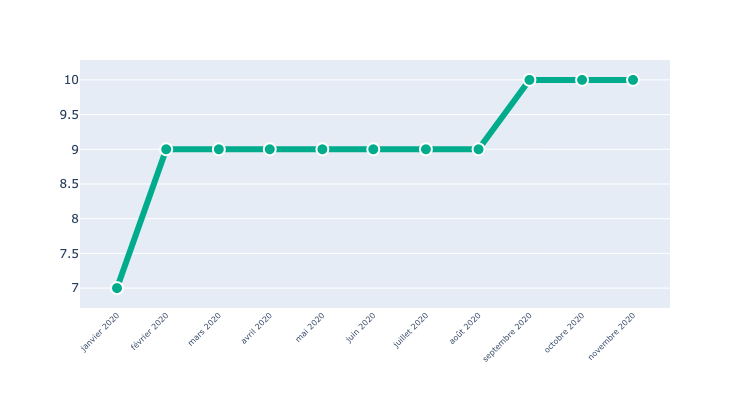 10
9.5
9
8.5
8
7.5
7
janvier 2020
février 2020
mars 2020
avril 2020
mai 2020
juin 2020
juillet 2020
août 2020
septembre 2020
octobre 2020
novembre 2020